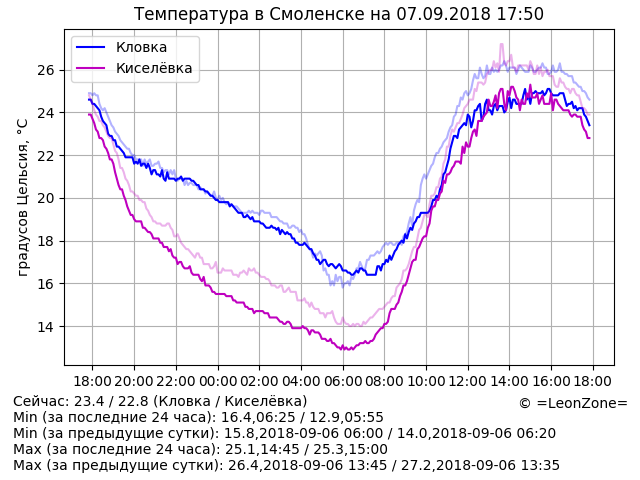 Температура в Смоленске на 07.09.2018 17:50
Кловка
Киселёвка
градусов Цельсия, °C
26
24
22
20
18
16
14
18:00 20:00 22:00 00:00 02:00 04:00 06:00 08:00 10:00 12:00 14:00 16:00 18:00
Сейчас: 23.4 / 22.8 (Кловка / Киселёвка)
© =LeonZone=
Min (за последние 24 часа): 16.4,06:25 / 12.9,05:55
Min (за предыдущие сутки): 15.8,2018-09-06 06:00 / 14.0,2018-09-06 06:20
Max (за последние 24 часа): 25.1,14:45 / 25.3,15:00
Max (за предыдущие сутки): 26.4,2018-09-06 13:45 / 27.2,2018-09-06 13:35